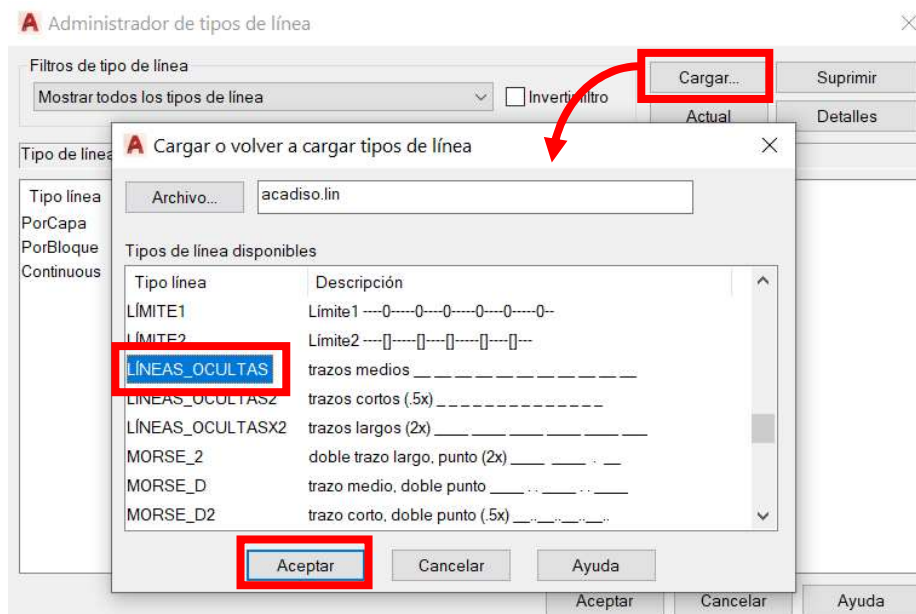 Administrador de tipos de línea
Filtros de tipo de línea
Mostrar todos los tipos de línea
Cargar...
Suprimir
Actual
Detalles
Tipo de línea
Tipo línea
PorCapa
PorBloque
Continuous
Cargar o volver a cargar tipos de línea
Archivo...
acadiso.lin
Tipos de línea disponibles
Tipo línea Descripción
LÍMITE1 Límite1 ----0-----0----0-----0----0----0--
LÍMITE2 Límite2 ----[]-----[]----[]-----[]----[]---
LÍNEAS_OCULTAS trazos medios __ __ __ __ __ __ __ __ __ __
LÍNEAS_OCULTAS2 trazos cortos (.5x) _ _ _ _ _ _ _ _ _ _ _ _ _ _
LÍNEAS_OCULTASX2 trazos largos (2x) ____ ____ ____ ____ ____ ___
MORSE_2 doble trazo largo, punto (2x) ____ ____ . __
MORSE_D trazo medio, doble punto ____ . . ____ . . ____
MORSE_D2 trazo corto, doble punto (.5x) __..__..__..__..
Aceptar
Cancelar
Ayuda
Aceptar
Cancelar
Ayuda